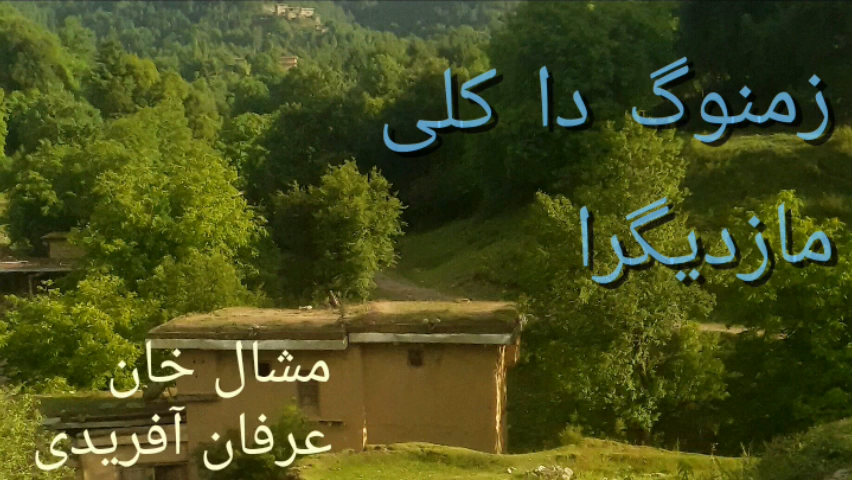 زمنوگ دا کلی
مازدیگرا
مشال خان
عرفان آفریدی